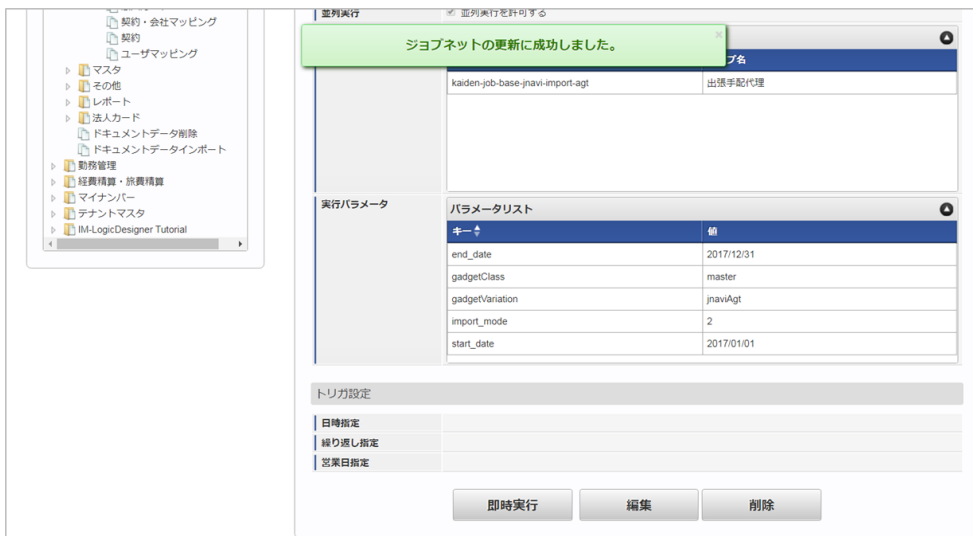 契約・会社マッピング
契約
ユーザマッピング
マスタ
その他
レポート
法人カード
ドキュメントデータ削除
ドキュメントデータインポート
勤務管理
経費精算・旅費精算
マイナンバー
テナントマスタ
IM-LogicDesigner Tutorial
並列実行
並列実行を許可する
ジョブネットの更新に成功しました。
×
ブ名
kaiden-job-base-jnavi-import-agt 出張手配代理
実行パラメータ
パラメータリスト
キー 値
end_date 2017/12/31
gadgetClass master
gadgetVariation jnaviAgt
import_mode 2
start_date 2017/01/01
トリガ設定
日時指定
繰り返し指定
営業日指定
即時実行 編集 削除